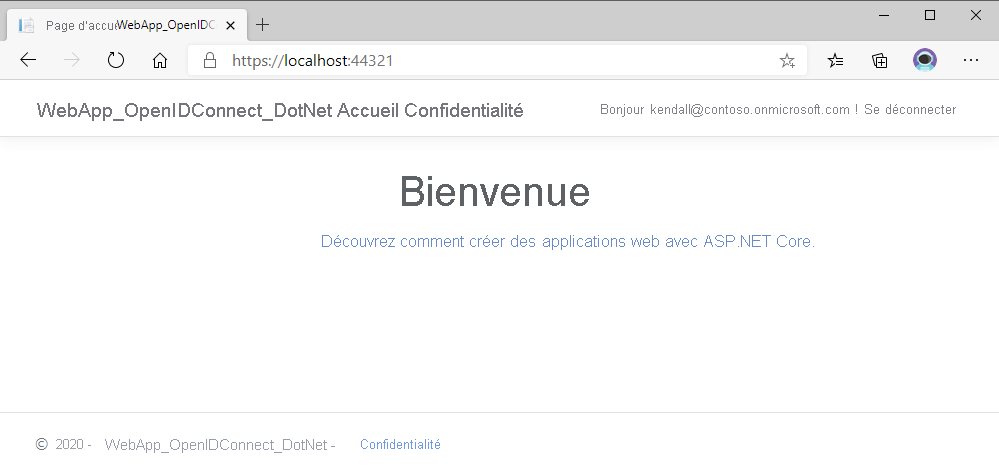 Page d'accu WebApp_OpenIDC
https://localhost:44321
WebApp_OpenIDConnect_DotNet Accueil Confidentialité Bonjour kendall@contoso.onmicrosoft.com ! Se déconnecter
Bienvenue
Découvrez comment créer des applications web avec ASP.NET Core.
© 2020 - WebApp_OpenIDConnect_DotNet - Confidentialité